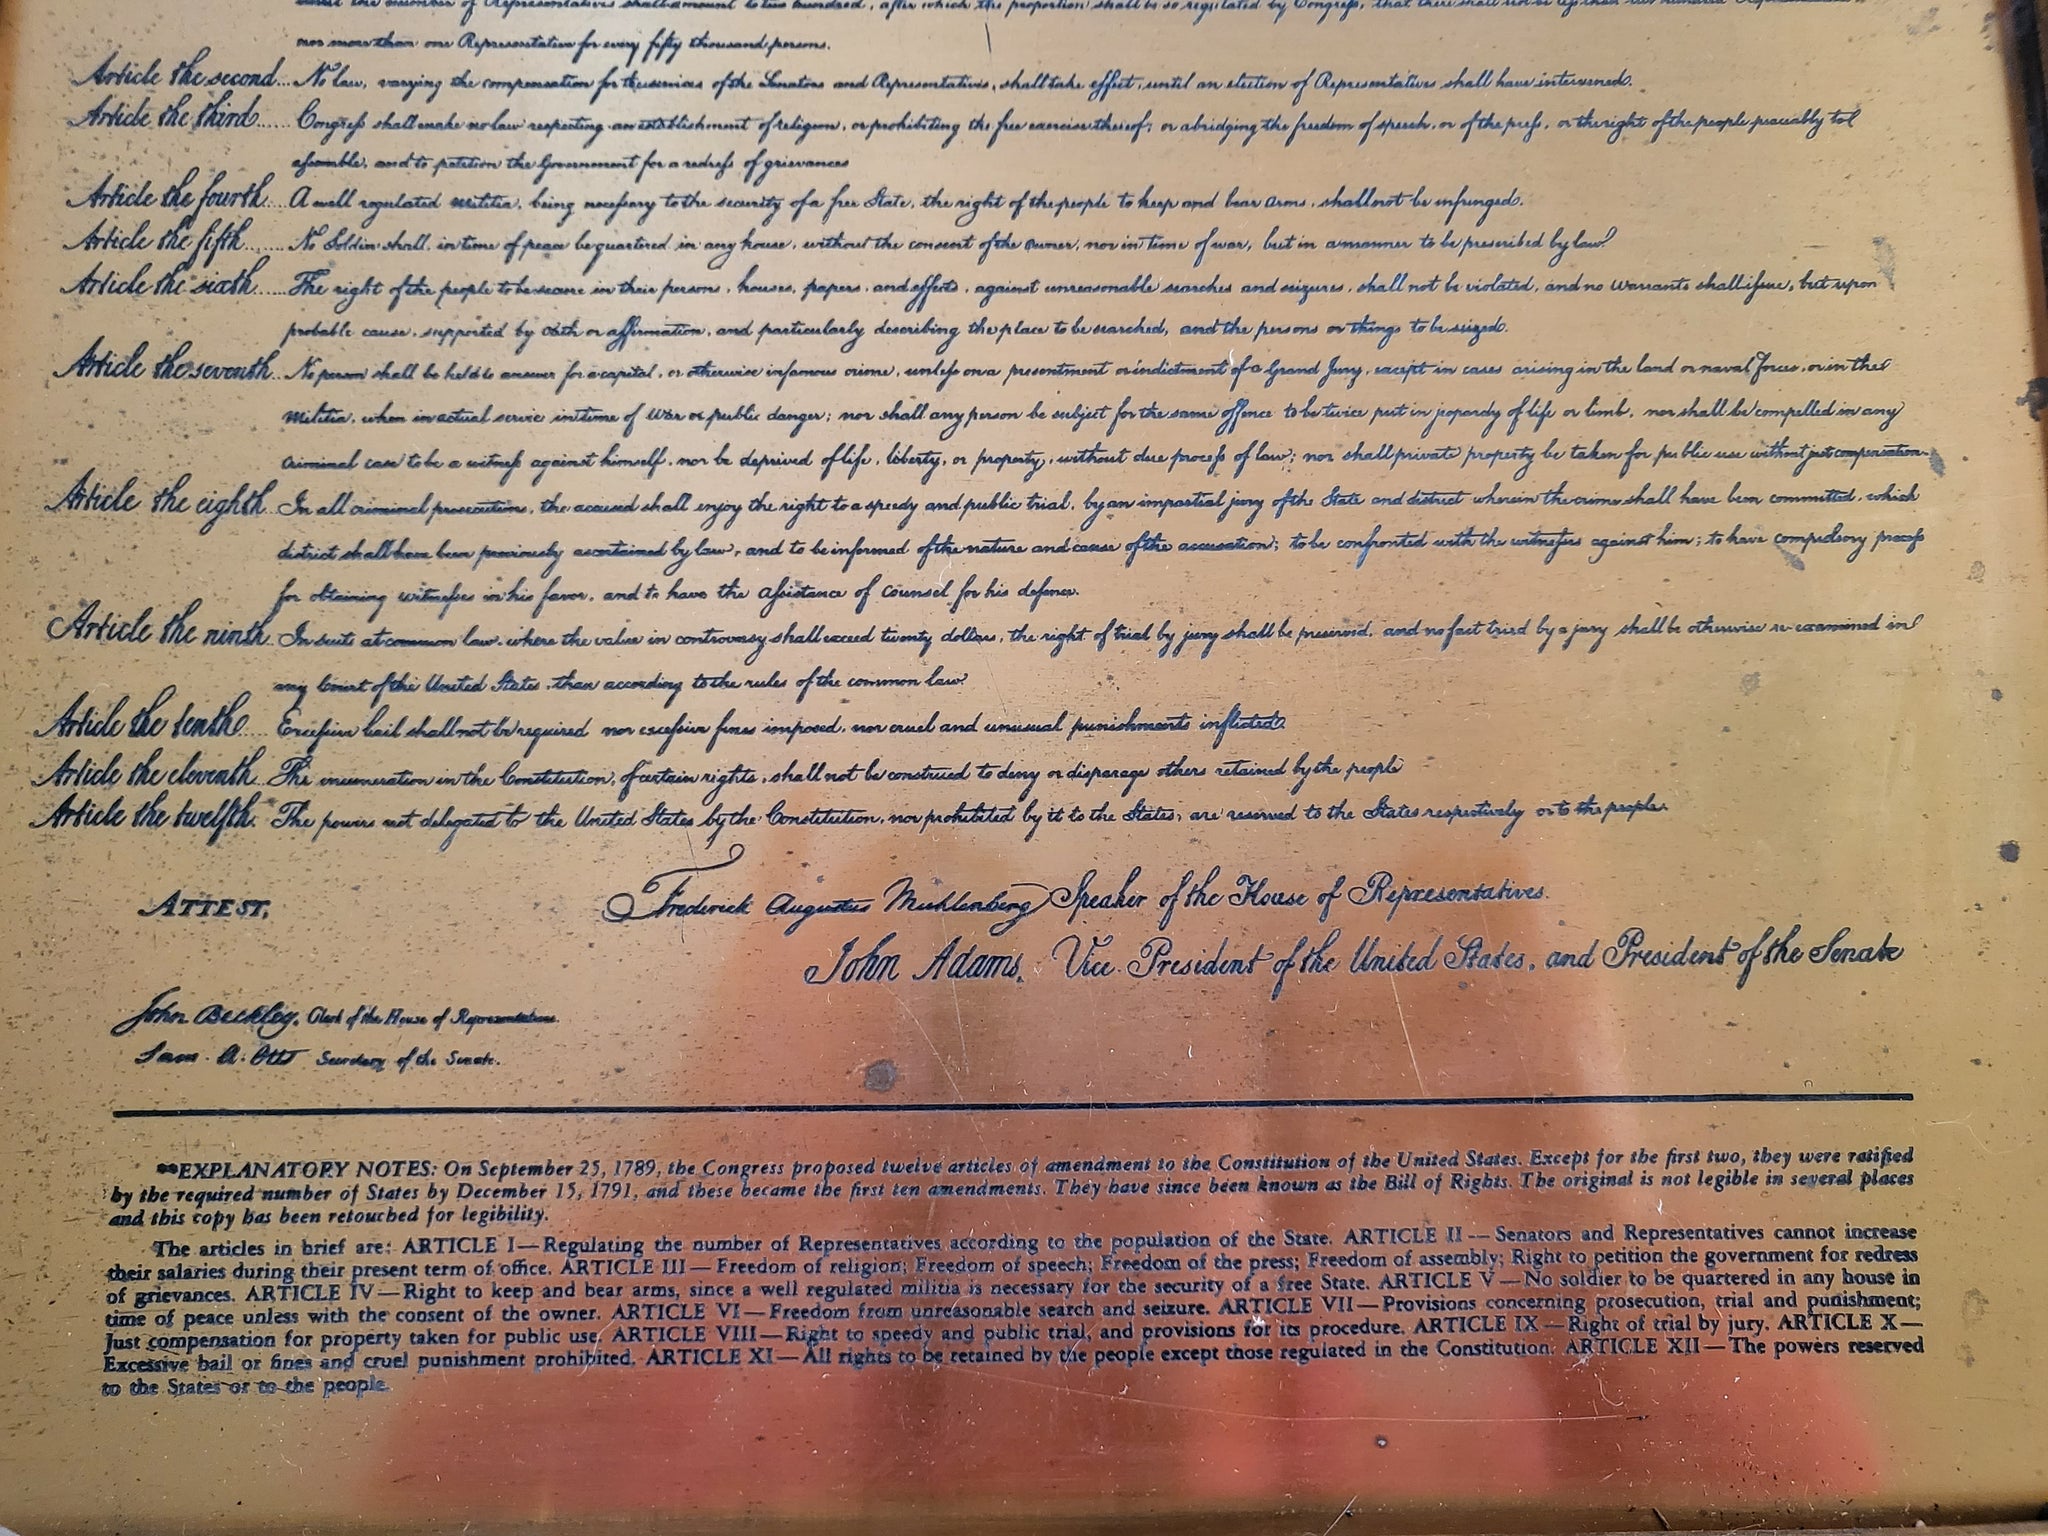 until the number of Representatives shall amount to two hundred, after which the proportion shall be so regulated by Congress, that there shall not be less than two hundred Representatives,
nor more than one Representative for every fifty thousand persons.
Article the second... No law, varying the compensation for the services of the Senators and Representatives, shall take effect, until an election of Representatives shall have intervened.
Article the third...... Congress shall make no law respecting an establishment of religion, or prohibiting the free exercise thereof; or abridging the freedom of speech, or of the press, or the right of the people peaceably to
assemble, and to petition the Government for a redress of grievances
Article the fourth.... A well regulated Militia, being necessary to the security of a free State, the right of the people to keep and bear arms, shall not be infringed.
Article the fifth........ No Soldier shall, in time of peace be quartered in any house, without the consent of the owner, nor in time of war, but in a manner to be prescribed by law.
Article the sixth...... The right of the people to be secure in their persons, houses, papers, and effects, against unreasonable searches and seizures, shall not be violated, and no warrants shall issue, but upon
probable cause, supported by oath or affirmation, and particularly describing the place to be searched, and the persons or things to be seized.
Article the seventh... No person shall be held to answer for a capital, or otherwise infamous crime, unless on a presentment or indictment of a Grand Jury, except in cases arising in the land or naval Forces, or in the
Militia, when in actual service in time of War or public danger; nor shall any person be subject for the same offence to be twice put in jeopardy of life or limb, nor shall be compelled in any
criminal case to be a witness against himself, nor be deprived of life, liberty, or property, without due process of law; nor shall private property be taken for public use without just compensation.
Article the eighth... In all criminal prosecutions, the accused shall enjoy the right to a speedy and public trial, by an impartial jury of the State and district wherein the crime shall have been committed, which
district shall have been previously ascertained by law, and to be informed of the nature and cause of the accusation; to be confronted with the witnesses against him; to have compulsory process
for obtaining witnesses in his favor, and to have the assistance of counsel for his defence.
Article the ninth... In suits at common law, where the value in controversy shall exceed twenty dollars, the right of trial by jury shall be preserved, and no fact tried by a jury shall be otherwise re-examined in
any Court of the United States, than according to the rules of the common law.
Article the tenth..... Excessive bail shall not be required nor excessive fines imposed, nor cruel and unusual punishments inflicted.
Article the eleventh. The enumeration in the Constitution, of certain rights, shall not be construed to deny or disparage others retained by the people
Article the twelfth. The powers not delegated to the United States by the Constitution, nor prohibited by it to the States, are reserved to the States respectively or to the people.
ATTEST,
Frederick Augustus Muhlenberg Speaker of the House of Representatives.
John Adams, Vice President of the United States, and President of the Senate
John Beckley, Clerk of the House of Representatives.
Sam. A. Otis Secretary of the Senate.
**EXPLANATORY NOTES: On September 25, 1789, the Congress proposed twelve articles of amendment to the Constitution of the United States. Except for the first two, they were ratified
by the required number of States by December 15, 1791, and these became the first ten amendments. They have since been known as the Bill of Rights. The original is not legible in several places
and this copy has been retouched for legibility.
The articles in brief are: ARTICLE I—Regulating the number of Representatives according to the population of the State. ARTICLE II—Senators and Representatives cannot increase
their salaries during their present term of office. ARTICLE III—Freedom of religion; Freedom of speech; Freedom of the press; Freedom of assembly; Right to petition the government for redress
of grievances. ARTICLE IV—Right to keep and bear arms, since a well regulated militia is necessary for the security of a free State. ARTICLE V—No soldier to be quartered in any house in
time of peace unless with the consent of the owner. ARTICLE VI—Freedom from unreasonable search and seizure. ARTICLE VII—Provisions concerning prosecution, trial and punishment;
Just compensation for property taken for public use. ARTICLE VIII—Right to speedy and public trial, and provisions for its procedure. ARTICLE IX—Right of trial by jury. ARTICLE X—
Excessive bail or fines and cruel punishment prohibited. ARTICLE XI—All rights to be retained by the people except those regulated in the Constitution. ARTICLE XII—The powers reserved
to the States or to the people.